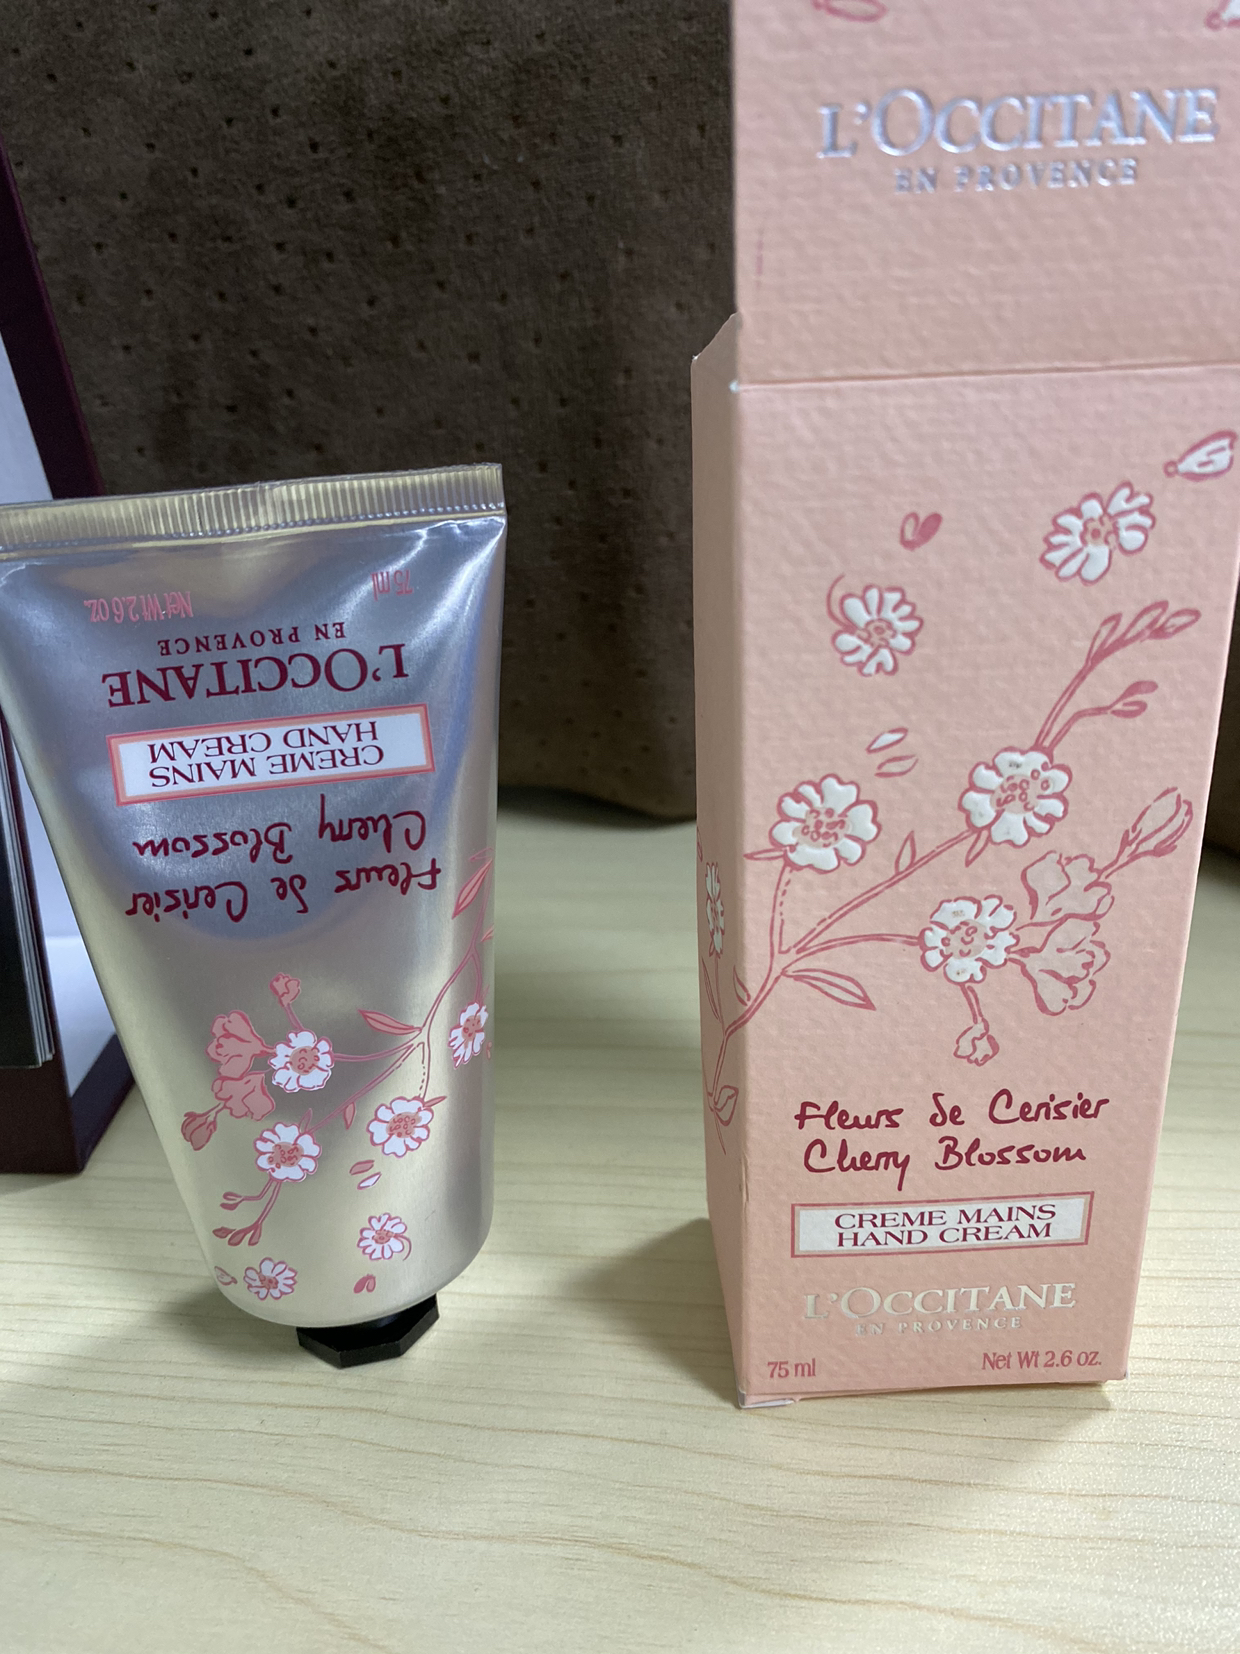 L'OCCITANE
EN PROVENCE
75 ml
Net Wt 2.6 oz.
EN PROVENCE
L'OCCITANE
HAND CREAM
CREME MAINS
Cherry Blossom
Fleurs de Cerisier
Fleurs de Cerisier
Cherry Blossom
CREME MAINS
HAND CREAM
L'OCCITANE
EN PROVENCE
75 ml
Net Wt 2.6 oz.